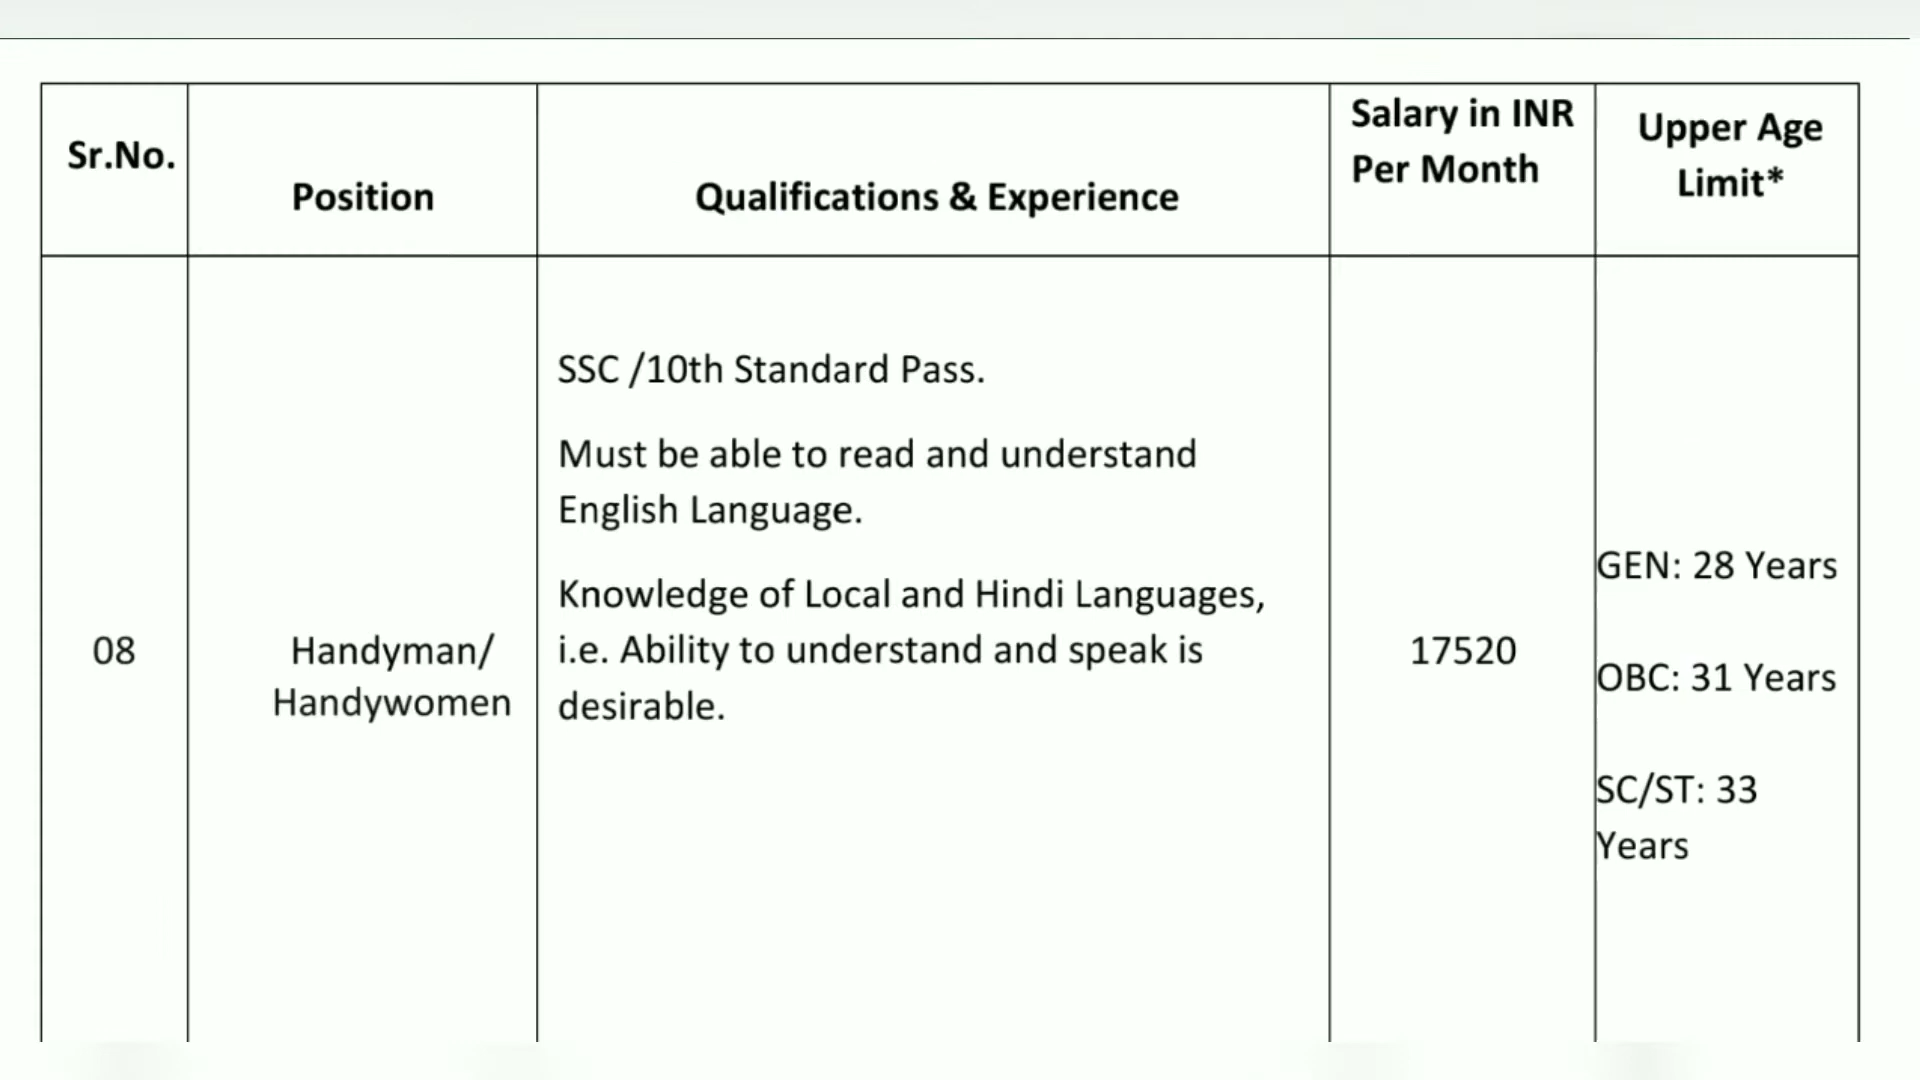 Sr.No.
Position
Qualifications & Experience
Salary in INR
Per Month
Upper Age
Limit*
08
Handyman/
Handywomen
SSC /10th Standard Pass.
Must be able to read and understand
English Language.
Knowledge of Local and Hindi Languages,
i.e. Ability to understand and speak is
desirable.
17520
GEN: 28 Years
OBC: 31 Years
SC/ST: 33
Years